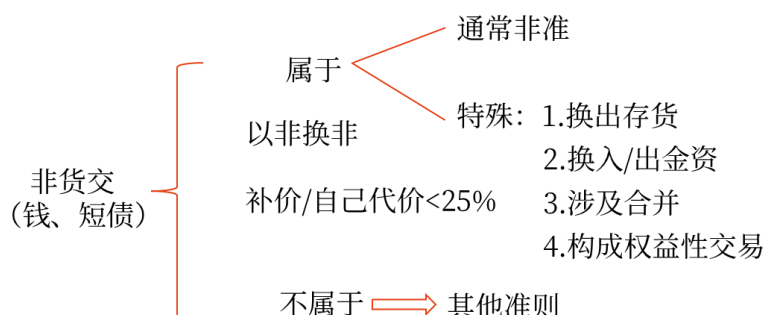 通常非准
属于
特殊：1.换出存货
以非换非
2.换入/出金资
非货交
（钱、短债）
补价/自己代价<25%
3.涉及合并
4.构成权益性交易
不属于
其他准则